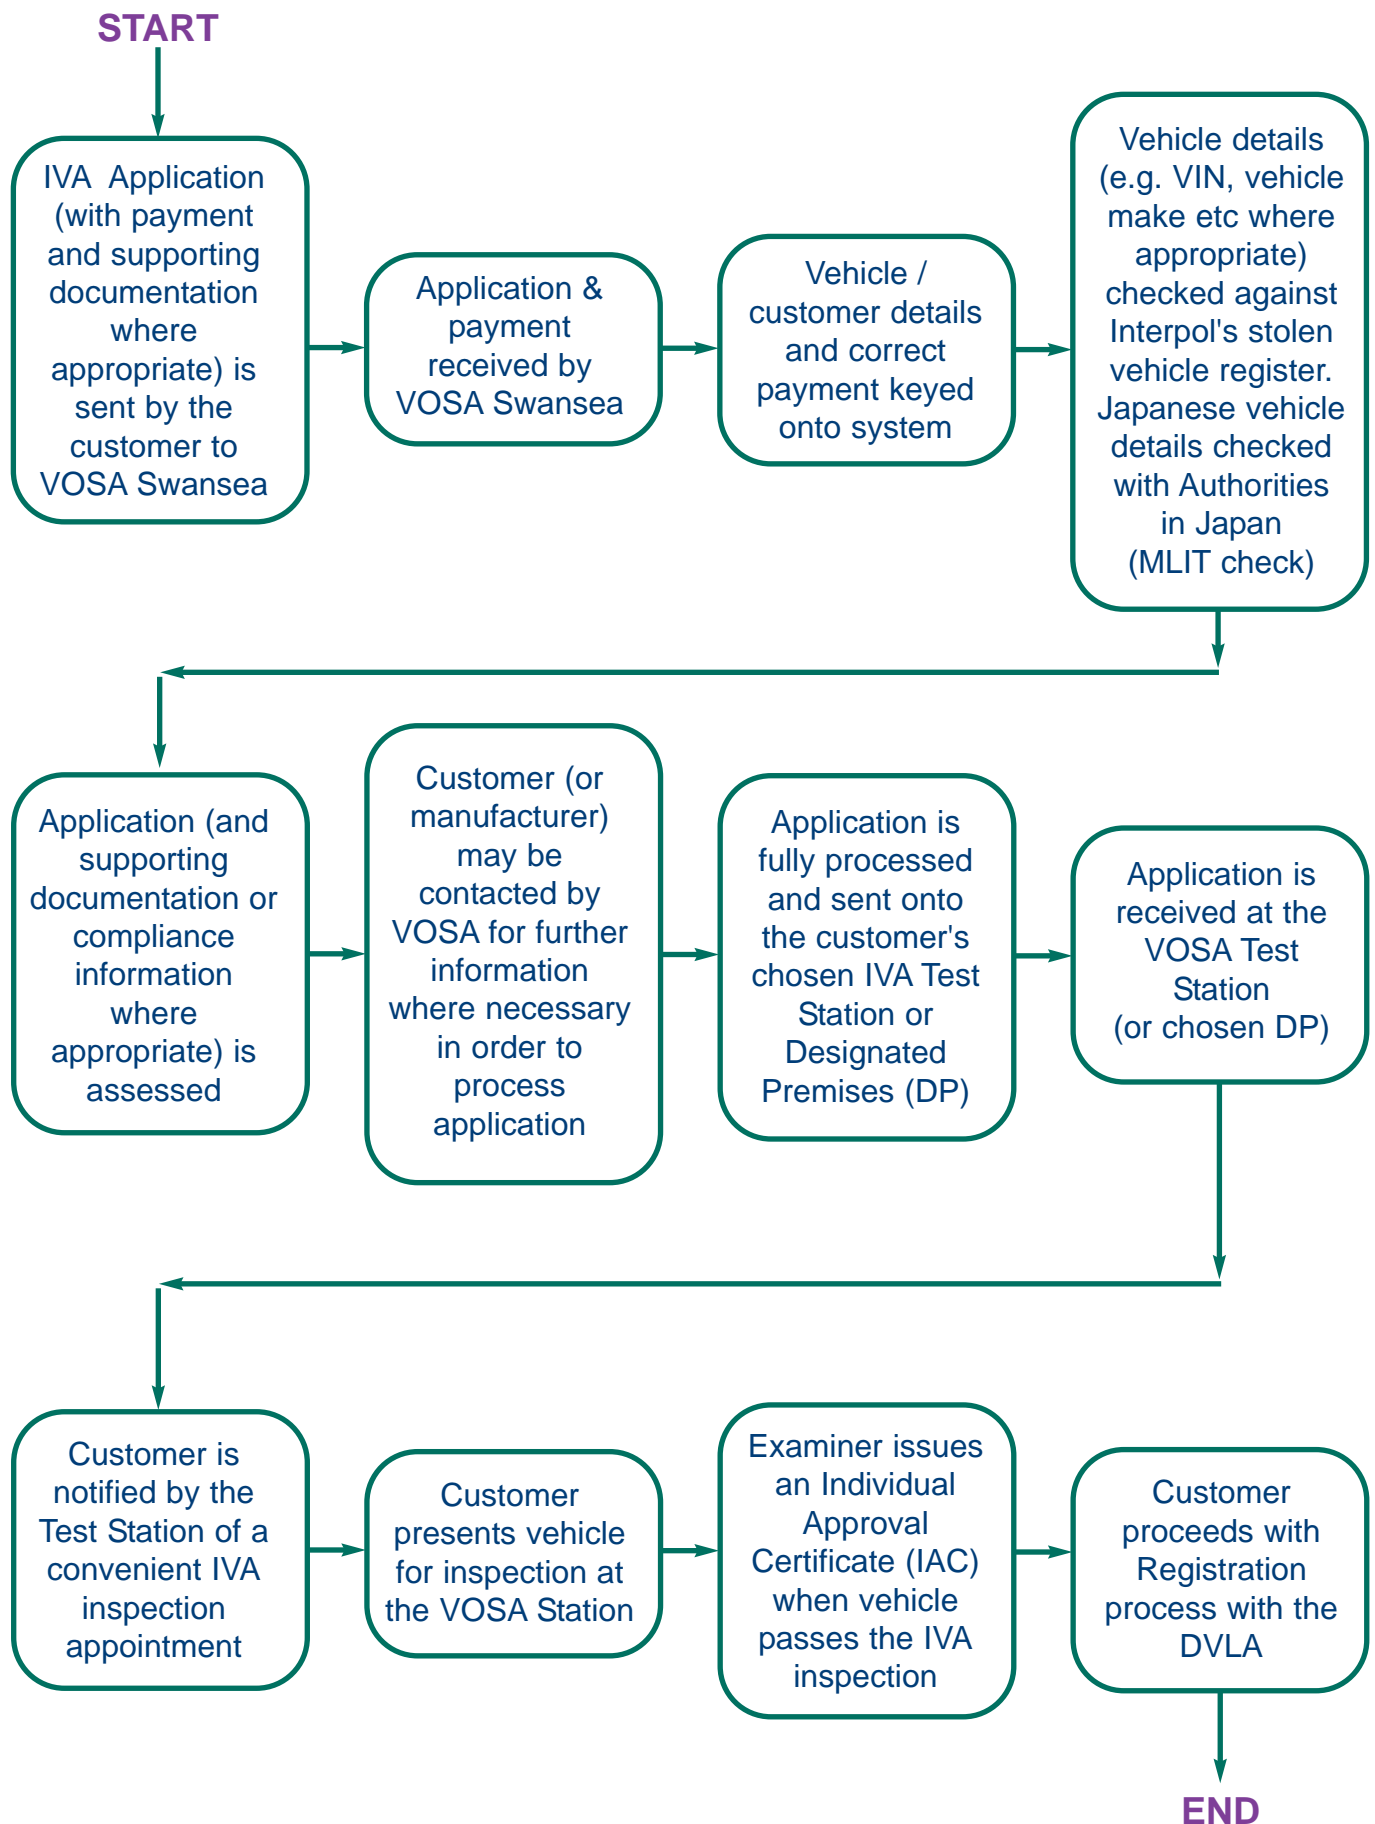 START
IVA Application
(with payment
and supporting
documentation
where
appropriate) is
sent by the
customer to
VOSA Swansea
Application &
payment
received by
VOSA Swansea
Vehicle /
customer details
and correct
payment keyed
onto system
Vehicle details
(e.g. VIN, vehicle
make etc where
appropriate)
checked against
Interpol's stolen
vehicle register.
Japanese vehicle
details checked
with Authorities
in Japan
(MLIT check)
Application (and
supporting
documentation or
compliance
information
where
appropriate) is
assessed
Customer (or
manufacturer)
may be
contacted by
VOSA for further
information
where necessary
in order to
process
application
Application is
fully processed
and sent onto
the customer's
chosen IVA Test
Station or
Designated
Premises (DP)
Application is
received at the
VOSA Test
Station
(or chosen DP)
Customer is
notified by the
Test Station of a
convenient IVA
inspection
appointment
Customer
presents vehicle
for inspection at
the VOSA Station
Examiner issues
an Individual
Approval
Certificate (IAC)
when vehicle
passes the IVA
inspection
Customer
proceeds with
Registration
process with the
DVLA
END